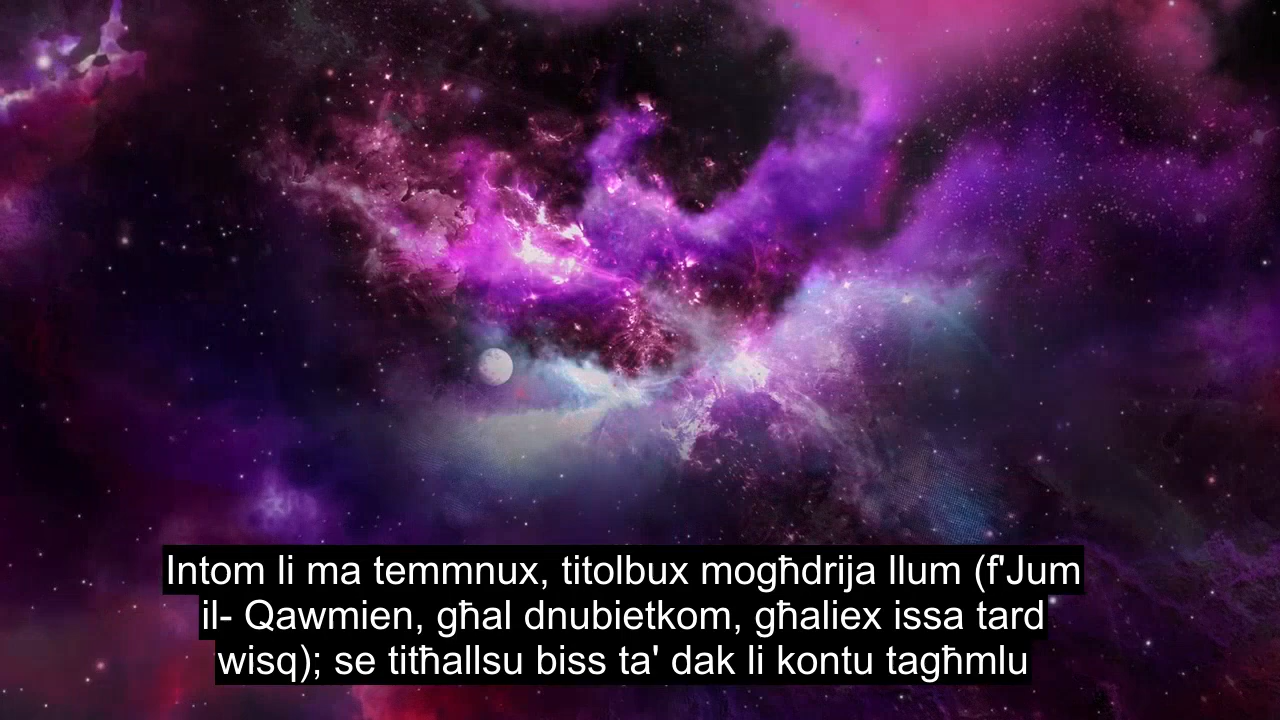 Intom li ma temmnux, titolbux mogħdrija llum (f'Jum
il- Qawmien, għal dnubietkom, għaliex issa tard
wisq); se titħallsu biss ta' dak li kontu tagħmlu